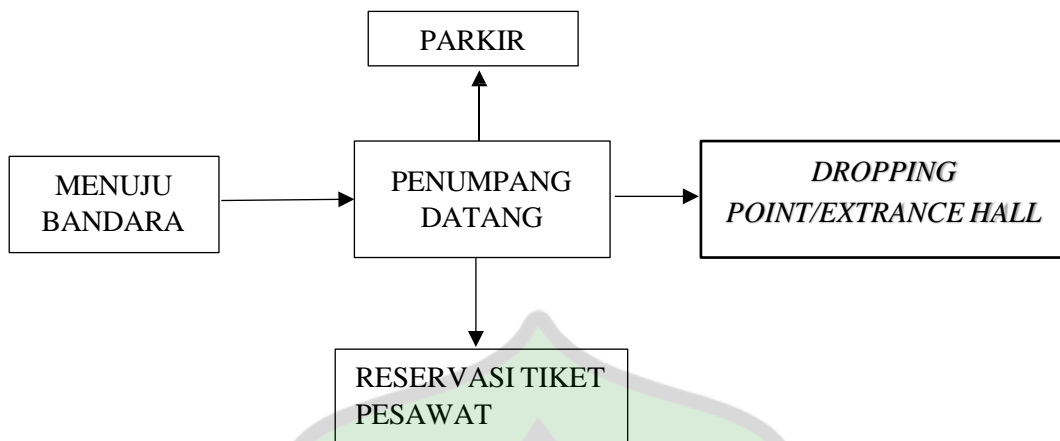 PARKIR
MENUJU
BANDARA
PENUMPANG
DATANG
DROPPING
POINT/EXTRANCE HALL
RESERVASI TIKET
PESAWAT